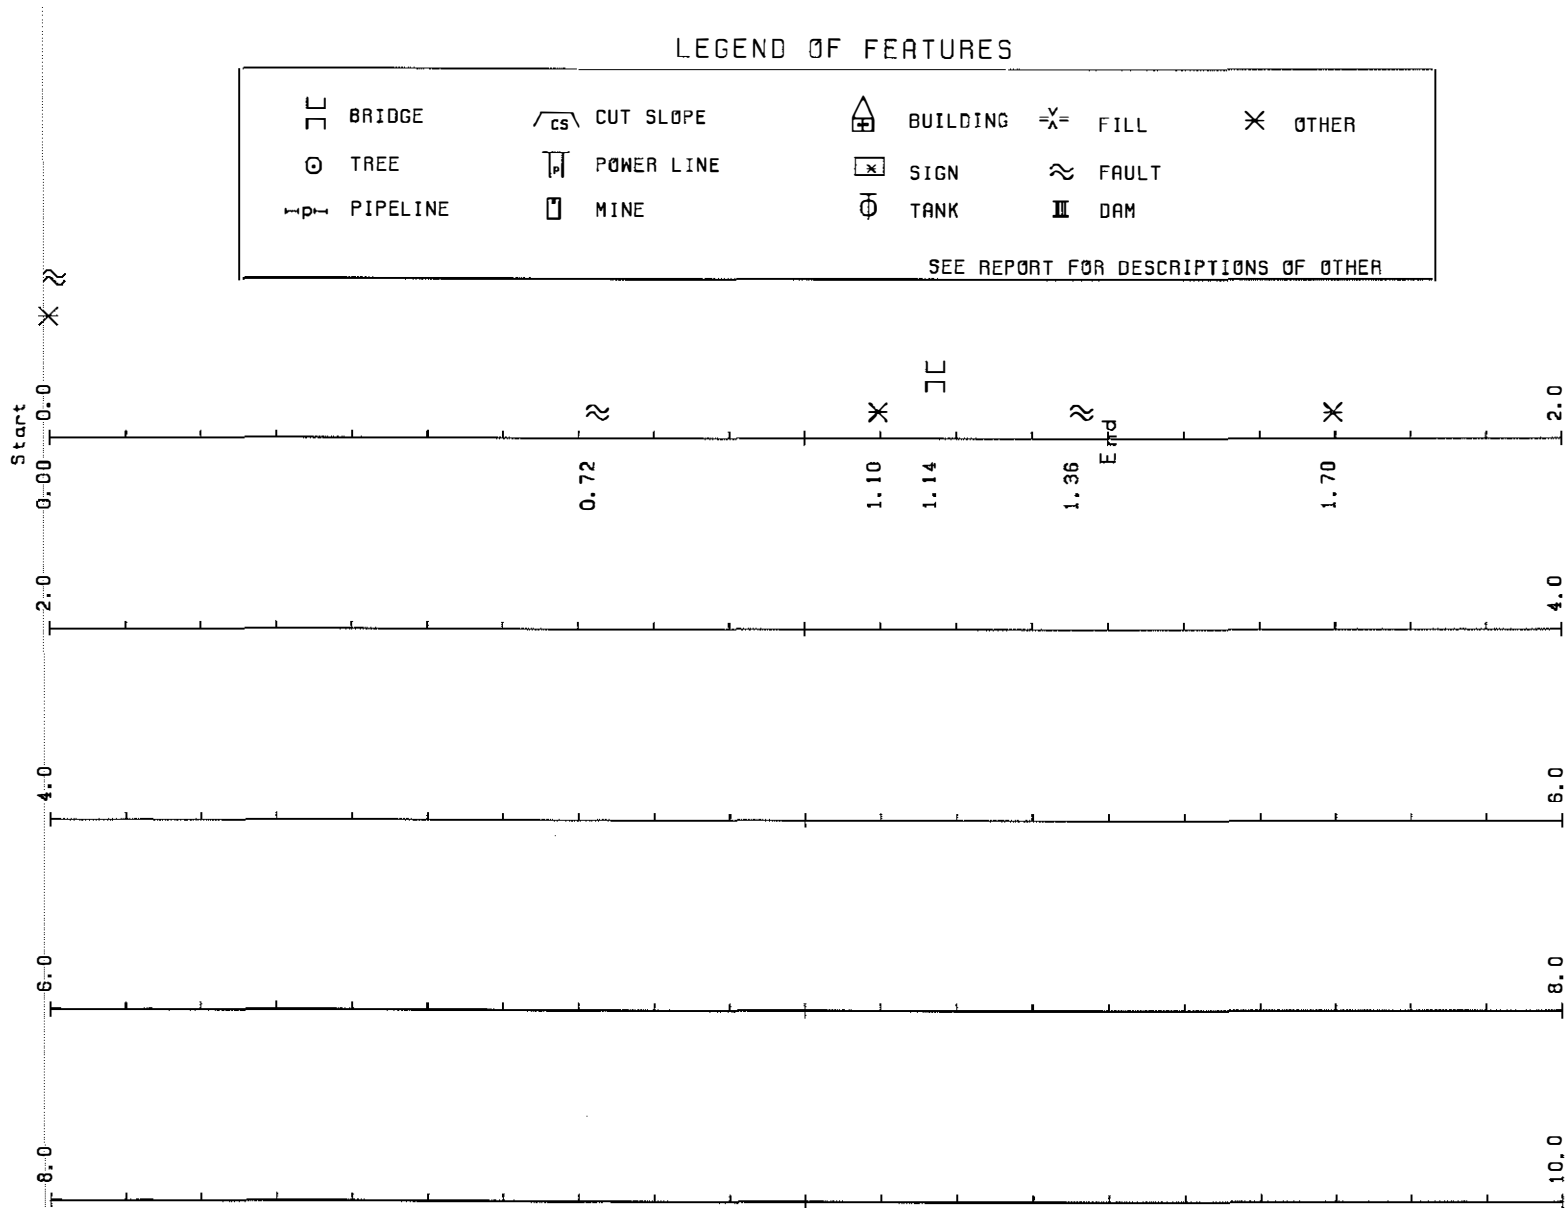 LEGEND OF FEATURES
BRIDGE
CS CUT SLOPE
BUILDING
FILL
OTHER
TREE
P POWER LINE
SIGN
FAULT
P PIPELINE
MINE
TANK
DAM
SEE REPORT FOR DESCRIPTIONS OF OTHER
Start
0.0
2.0
End
0.00
0.72
1.10
1.14
1.36
1.70
2.0
4.0
4.0
6.0
6.0
8.0
8.0
10.0